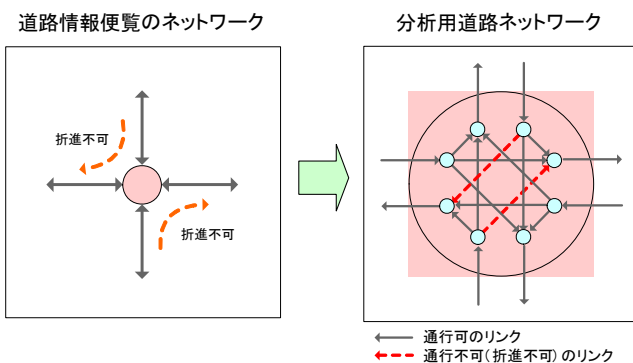 道路情報便覧のネットワーク
分析用道路ネットワーク
折進不可
折進不可
通行可のリンク
通行不可(折進不可)のリンク